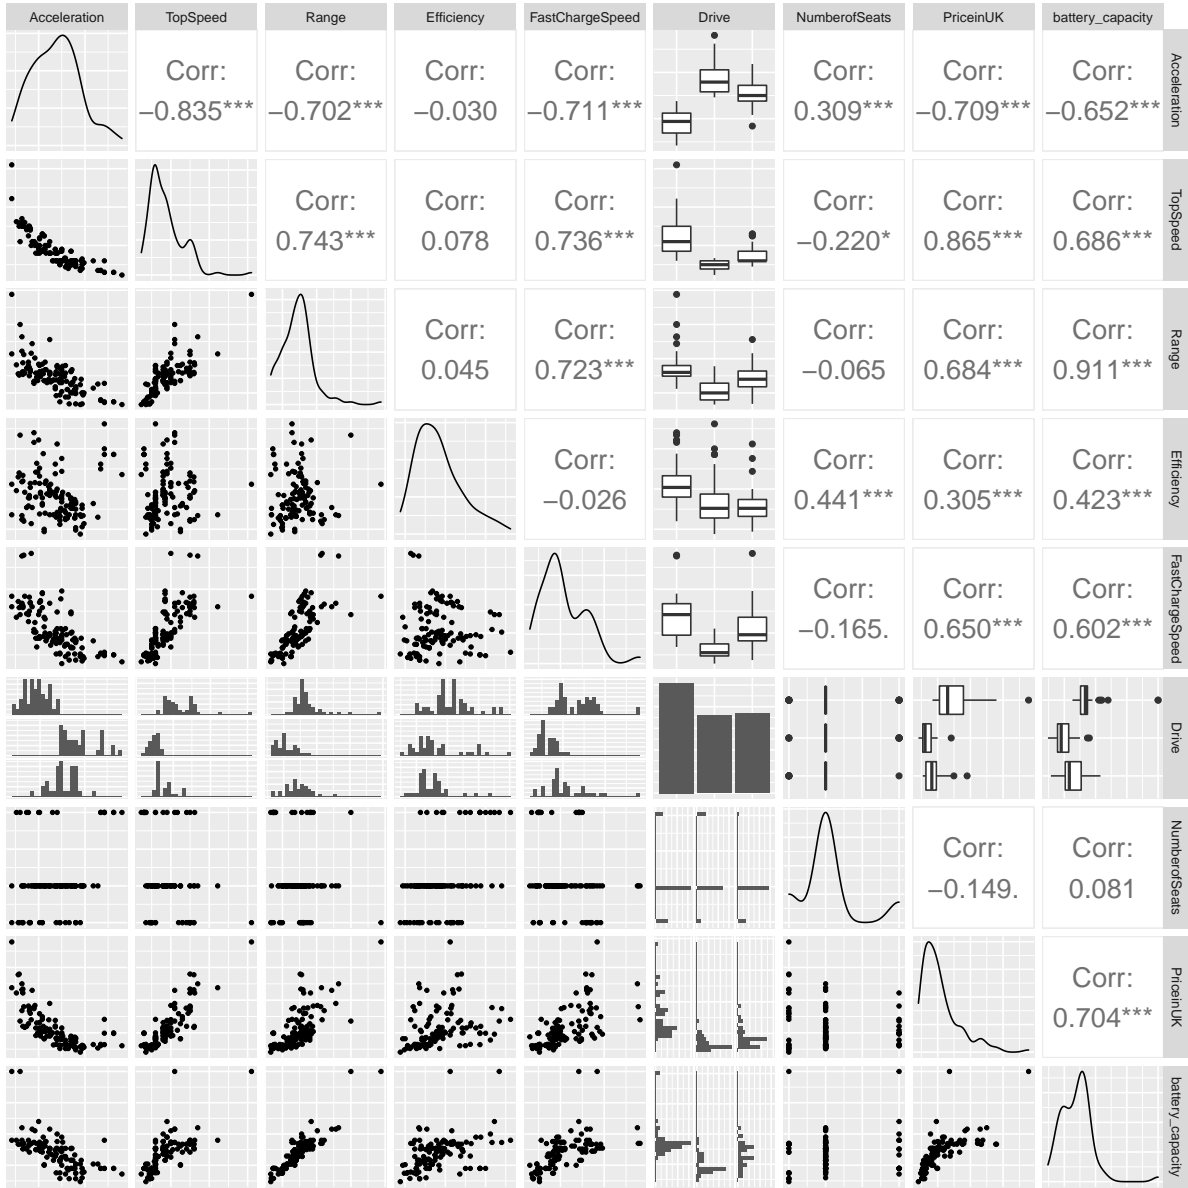 Acceleration TopSpeed Range Efficiency FastChargeSpeed Drive NumberofSeats PriceinUK battery_capacity
Corr: Corr: Corr: Corr: Corr: Corr: Corr:
−0.835*** −0.702*** −0.030 −0.711*** 0.309*** −0.709*** −0.652***
Acceleration
Corr: Corr: Corr: Corr: Corr: Corr:
0.743*** 0.078 0.736*** −0.220* 0.865*** 0.686***
TopSpeed
Corr: Corr: Corr: Corr: Corr:
0.045 0.723*** −0.065 0.684*** 0.911***
Range
Corr: Corr: Corr: Corr:
−0.026 0.441*** 0.305*** 0.423***
Efficiency
Corr: Corr: Corr:
−0.165. 0.650*** 0.602***
FastChargeSpeed
Drive
Corr: Corr:
−0.149. 0.081
NumberofSeats
Corr:
0.704***
PriceinUK
battery_capacity